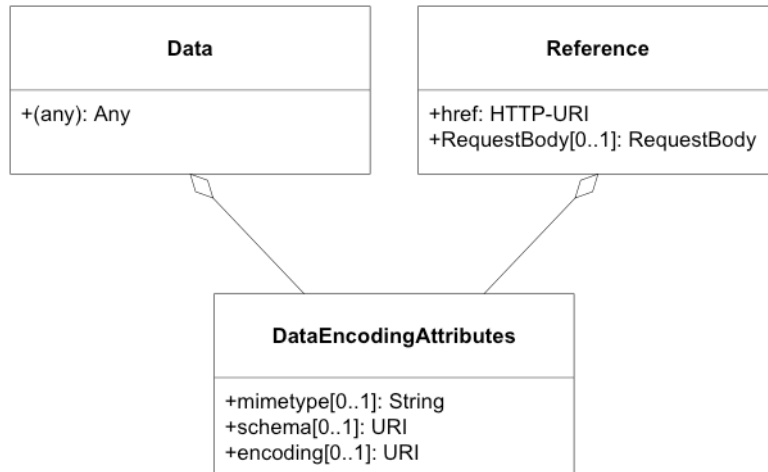 Data
+(any): Any
Reference
+href: HTTP-URI
+RequestBody[0..1]: RequestBody
DataEncodingAttributes
+mimetype[0..1]: String
+schema[0..1]: URI
+encoding[0..1]: URI